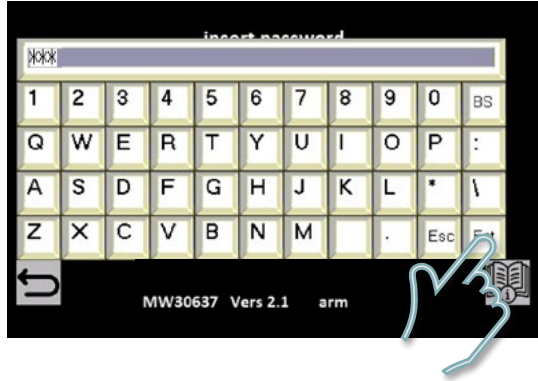 insert password
***
1 2 3 4 5 6 7 8 9 0 BS
Q W E R T Y U I O P :
A S D F G H J K L * \
Z X C V B N M . Esc Ent
MW30637 Vers 2.1 arm